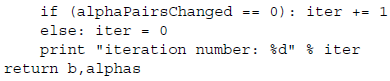 if (alphaPairsChanged == 0): iter += 1
    else: iter = 0
    print "iteration number: %d" % iter
return b,alphas